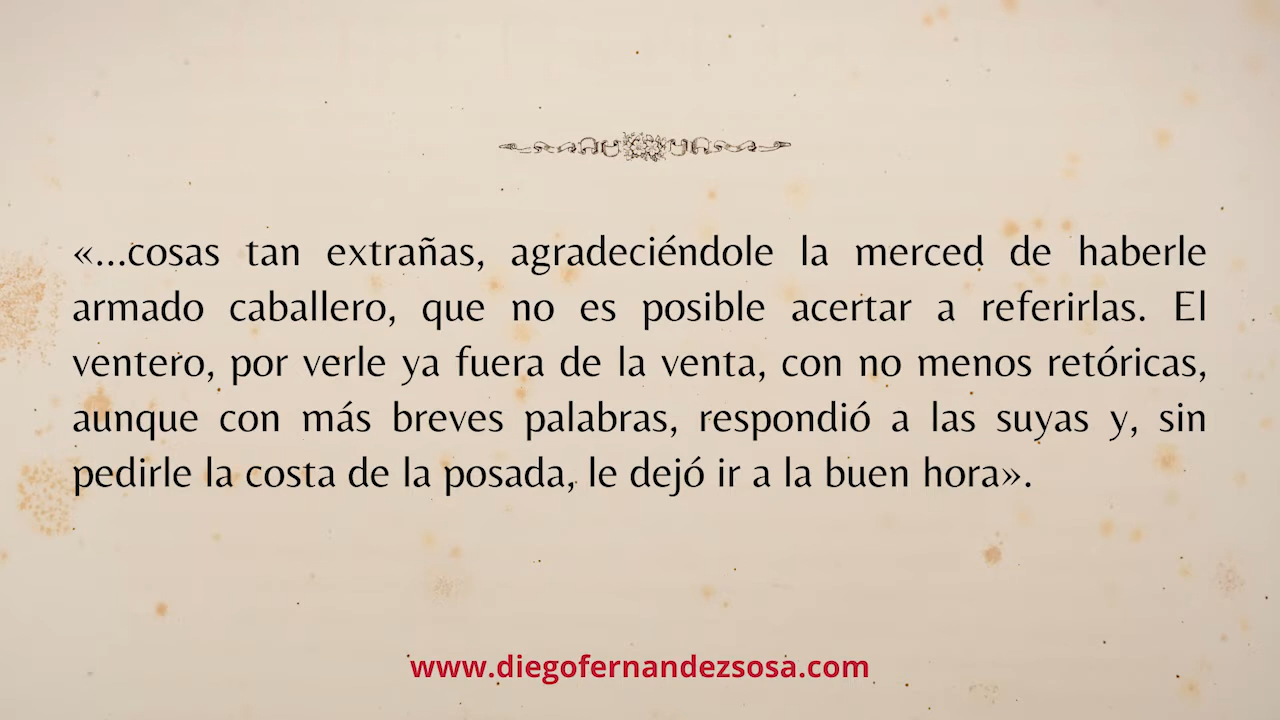 «...cosas tan extrañas, agradeciéndole la merced de haberle
armado caballero, que no es posible acertar a referirlas. El
ventero, por verle ya fuera de la venta, con no menos retóricas,
aunque con más breves palabras, respondió a las suyas y, sin
pedirle la costa de la posada, le dejó ir a la buen hora».
www.diegofernandezsosa.com